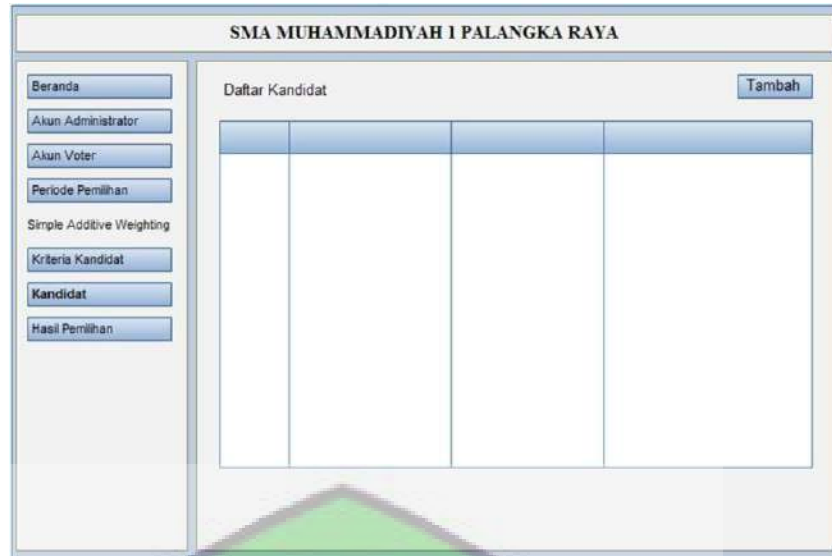 SMA MUHAMMADIYAH 1 PALANGKA RAYA
Beranda
Akun Administrator
Akun Voter
Periode Pemilihan
Simple Additive Weighting
Kriteria Kandidat
Kandidat
Hasil Pemilihan
Daftar Kandidat
Tambah